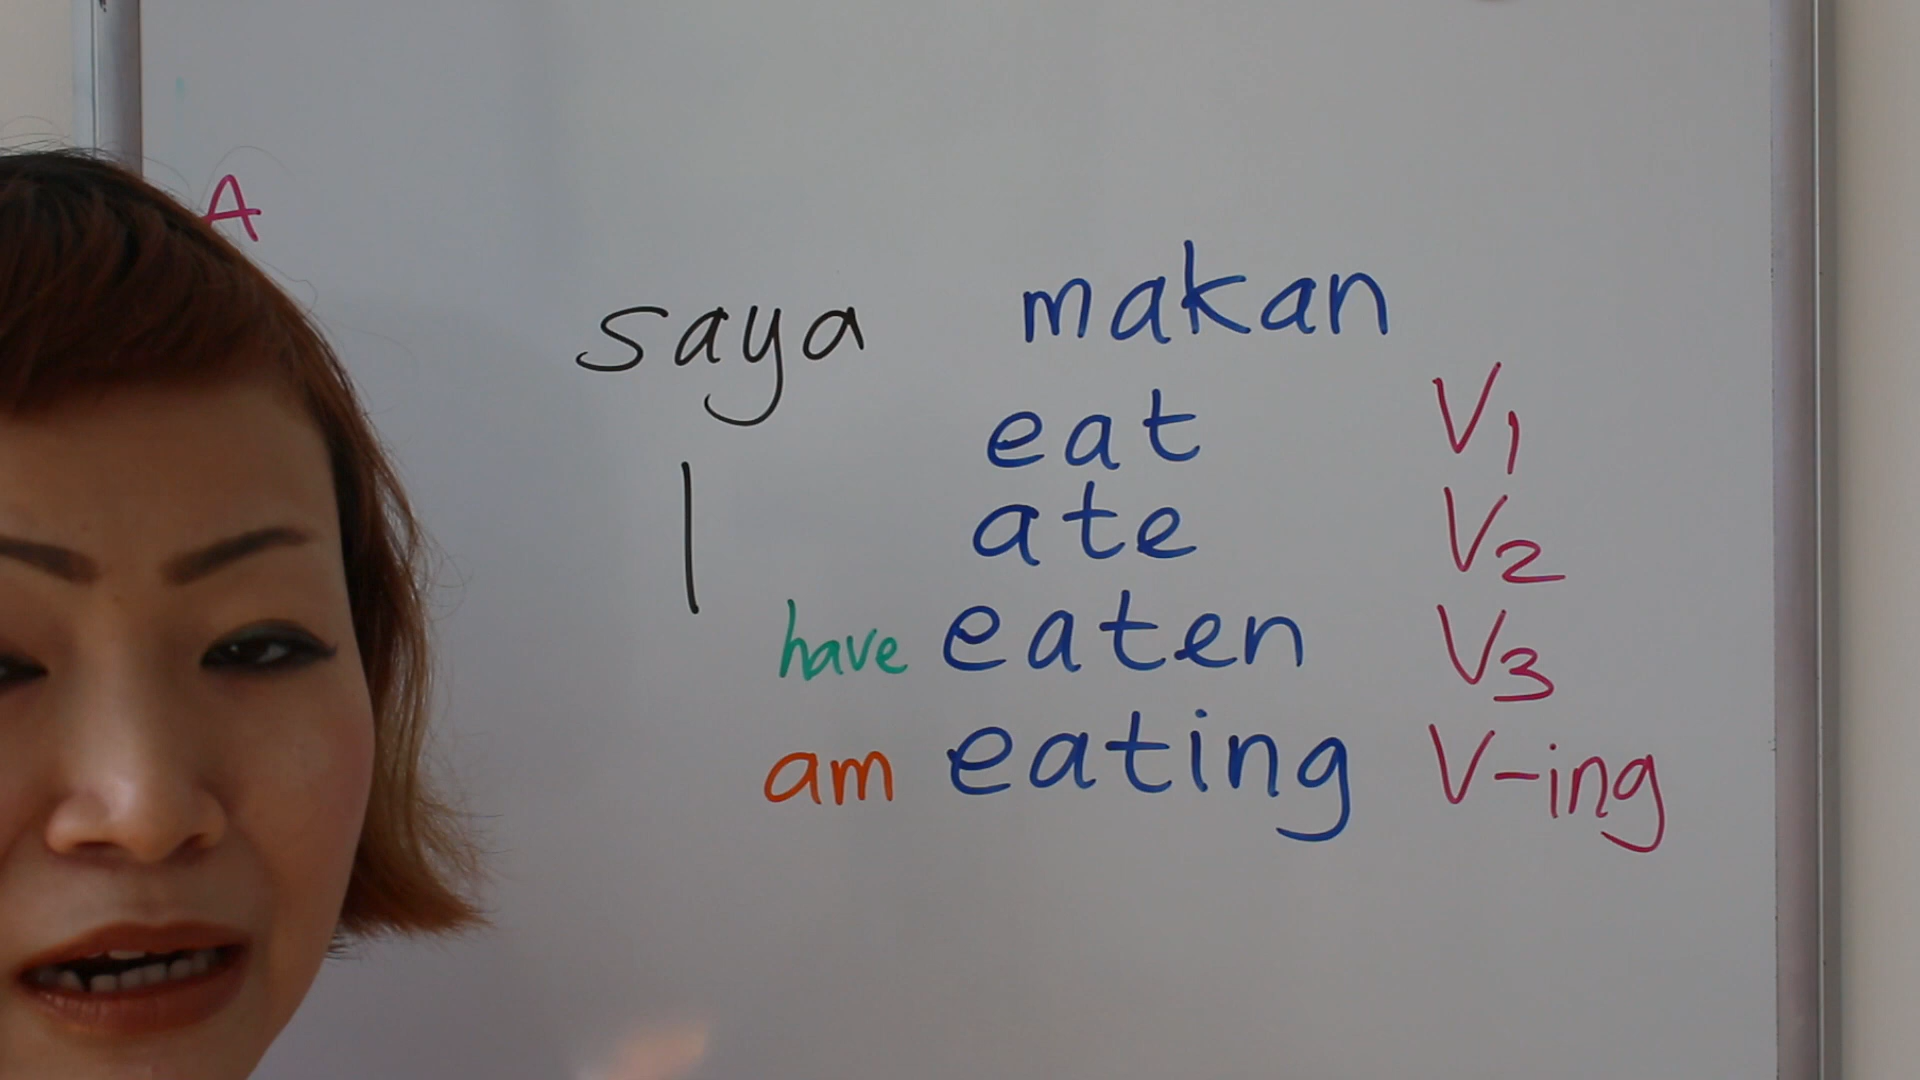 A
saya makan
I eat V1
ate V2
have eaten V3
am eating V-ing